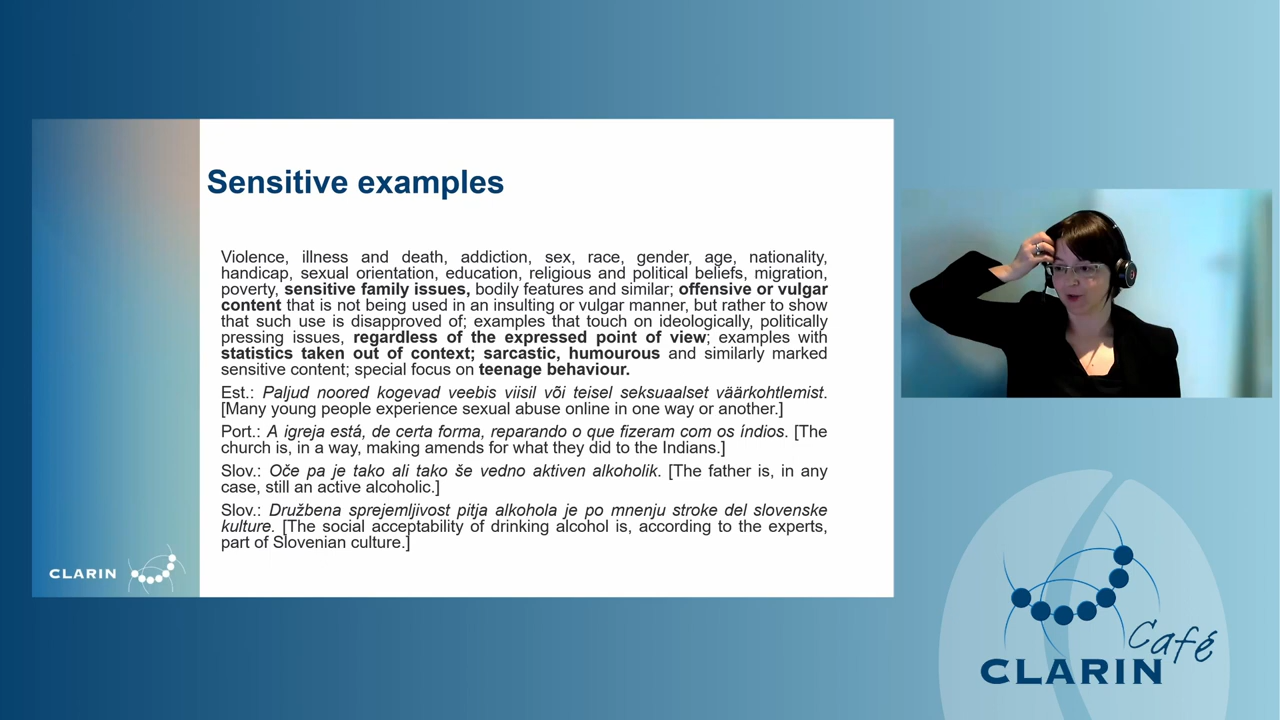 Sensitive examples
Violence, illness and death, addiction, sex, race, gender, age, nationality,
handicap, sexual orientation, education, religious and political beliefs, migration,
poverty, sensitive family issues, bodily features and similar; offensive or vulgar
content that is not being used in an insulting or vulgar manner, but rather to show
that such use is disapproved of; examples that touch on ideologically, politically
pressing issues, regardless of the expressed point of view; examples with
statistics taken out of context; sarcastic, humourous and similarly marked
sensitive content; special focus on teenage behaviour.
Est.: Paljud noored kogevad veebis viisil või teisel seksuaalset väärkohtlemist.
[Many young people experience sexual abuse online in one way or another.]
Port.: A igreja está, de certa forma, reparando o que fizeram com os índios. [The
church is, in a way, making amends for what they did to the Indians.]
Slov.: Oče pa je tako ali tako še vedno aktiven alkoholik. [The father is, in any
case, still an active alcoholic.]
Slov.: Družbena sprejemljivost pitja alkohola je po mnenju stroke del slovenske
kulture. [The social acceptability of drinking alcohol is, according to the experts,
part of Slovenian culture.]
CLARIN
Café
CLARIN